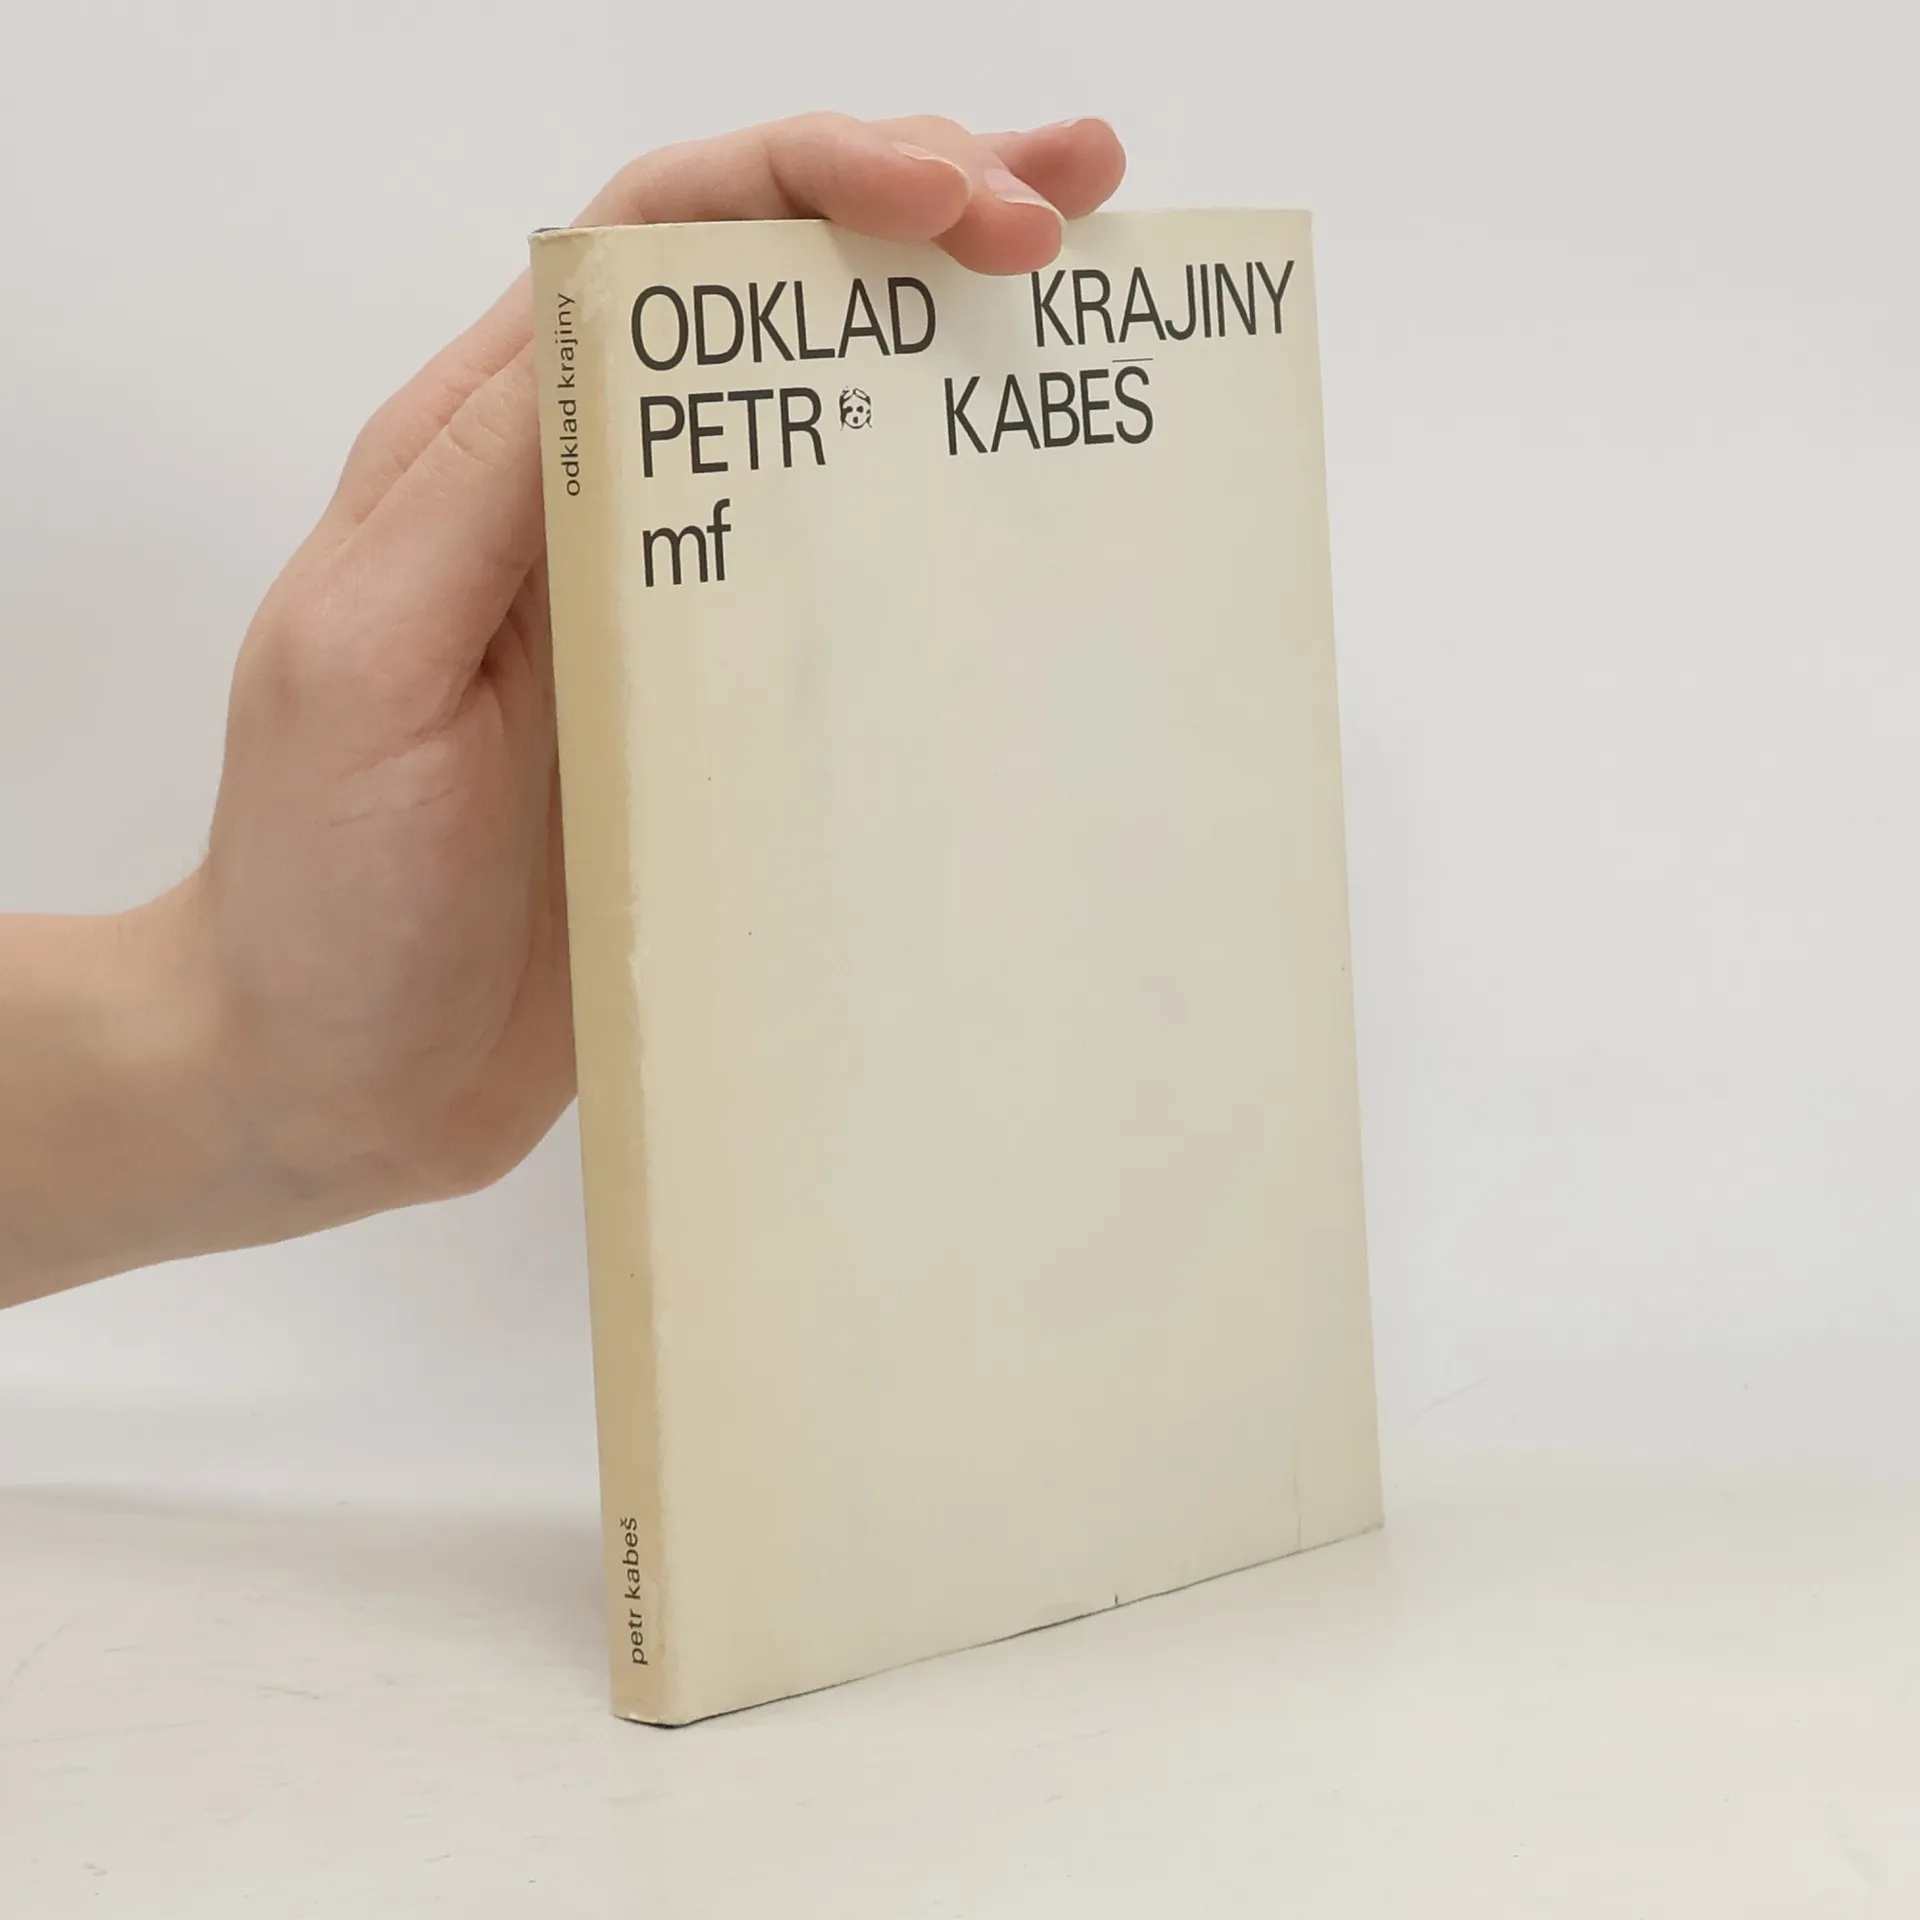 ODKLAD KRAJINY
PETR KABEŠ
mf
odklad krajiny
petr kabeš